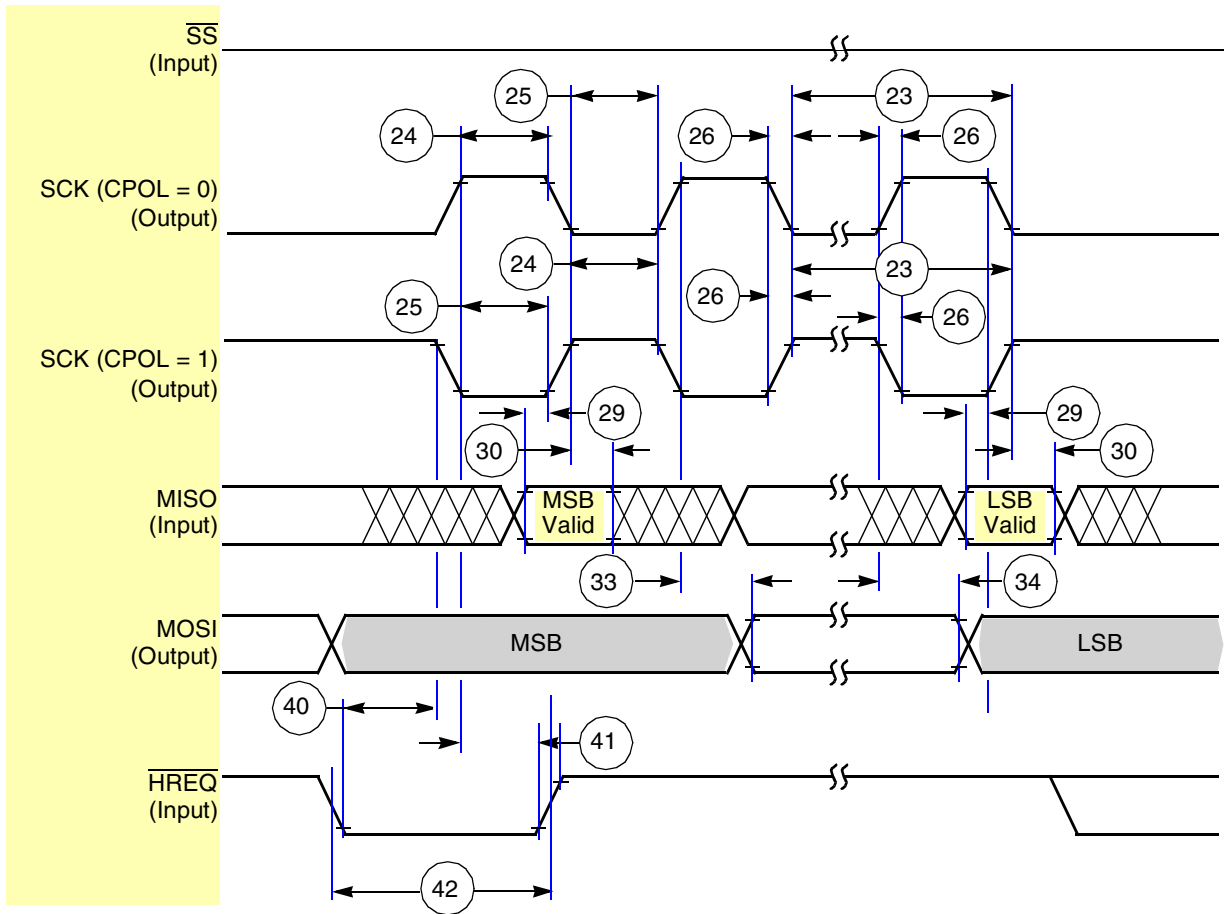 SS
(Input)
25
23
24
26
26
SCK (CPOL = 0)
(Output)
24
23
25
26
26
SCK (CPOL = 1)
(Output)
29
29
30
30
MISO
(Input)
MSB
Valid
LSB
Valid
33
34
MOSI
(Output)
MSB
LSB
40
41
HREQ
(Input)
42